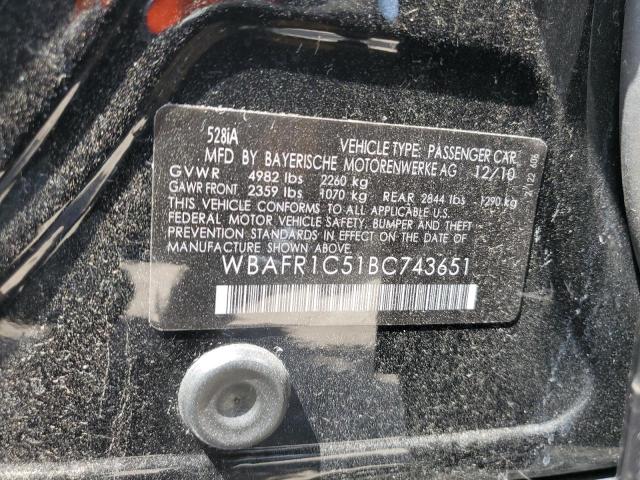 528iA VEHICLE TYPE: PASSENGER CAR
MFD BY BAYERISCHE MOTORENWERKE AG 12/10
GVWR 4982 lbs 2260 kg
GAWR FRONT 2359 lbs 1070 kg REAR 2844 lbs 1290 kg
THIS VEHICLE CONFORMS TO ALL APPLICABLE U.S.
FEDERAL MOTOR VEHICLE SAFETY, BUMPER AND THEFT
PREVENTION STANDARDS IN EFFECT ON THE DATE OF
MANUFACTURE SHOWN ABOVE.
WBAFR1C51BC743651